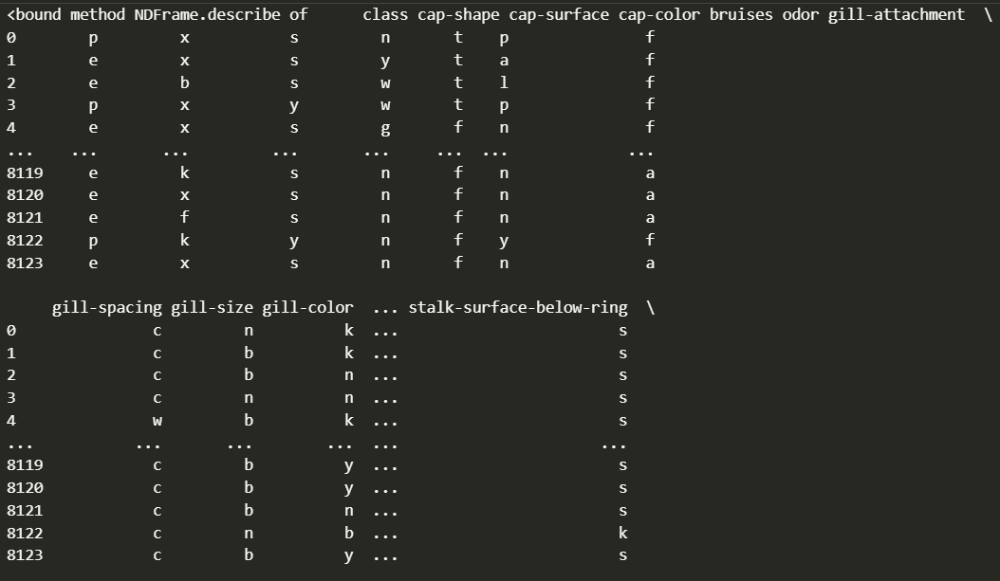 <bound method NDFrame.describe of      class cap-shape cap-surface cap-color bruises odor gill-attachment  \
0        p         x           s         n       t    p               f
1        e         x           s         y       t    a               f
2        e         b           s         w       t    l               f
3        p         x           y         w       t    p               f
4        e         x           s         g       f    n               f
...    ...       ...         ...       ...     ...  ...             ...
8119     e         k           s         n       f    n               a
8120     e         x           s         n       f    n               a
8121     e         f           s         n       f    n               a
8122     p         k           y         n       f    y               f
8123     e         x           s         n       f    n               a

     gill-spacing gill-size gill-color  ... stalk-surface-below-ring  \
0               c         n          k  ...                        s
1               c         b          k  ...                        s
2               c         b          n  ...                        s
3               c         n          n  ...                        s
4               w         b          k  ...                        s
...           ...       ...        ...  ...                      ...
8119            c         b          y  ...                        s
8120            c         b          y  ...                        s
8121            c         b          n  ...                        s
8122            c         n          b  ...                        k
8123            c         b          y  ...                        s